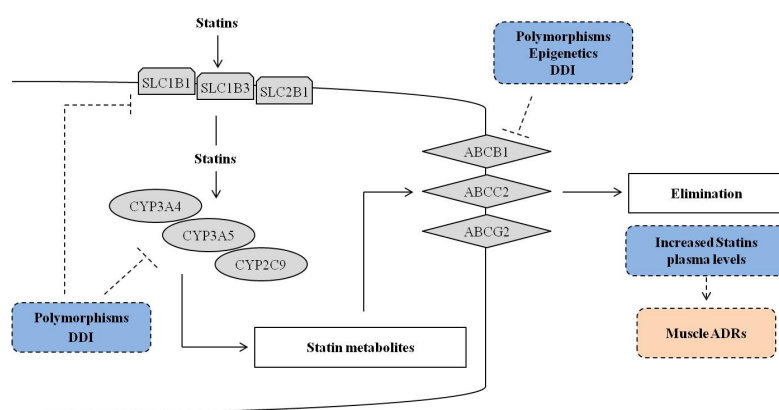 Statins
SLC1B1
SLC1B3
SLC2B1
Polymorphisms
Epigenetics
DDI
Statins
ABCB1
ABCC2
ABCG2
Elimination
CYP3A4
CYP3A5
CYP2C9
Increased Statins
plasma levels
Polymorphisms
DDI
Statin metabolites
Muscle ADRs